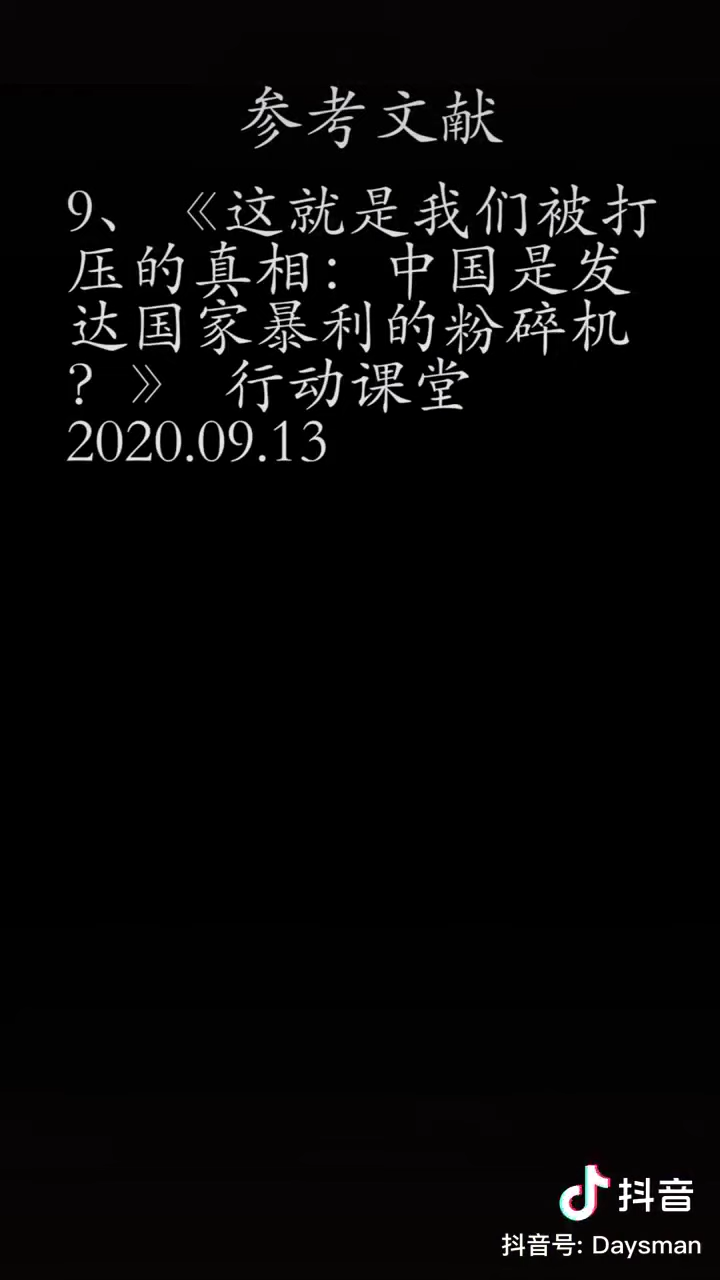 参考文献
9、 《这就是我们被打
压的真相： 中国是发
达国家暴利的粉碎机
？》 行动课堂
2020.09.13
抖音
抖音号: Daysman